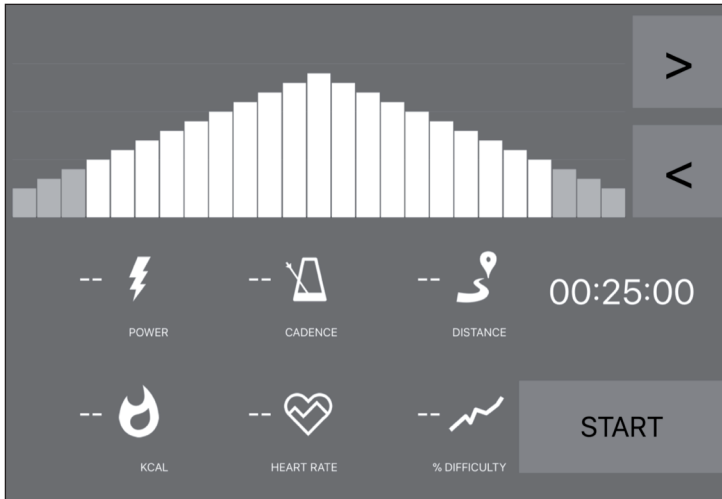 >
<
-- -- -- 00:25:00
POWER CADENCE DISTANCE
-- -- -- START
KCAL HEART RATE % DIFFICULTY